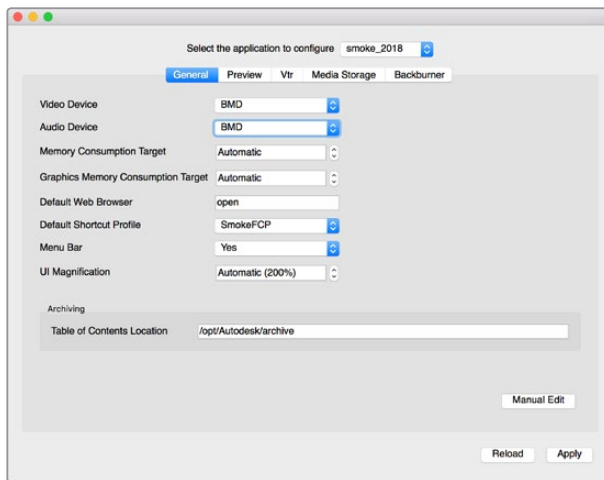 Select the application to configure smoke_2018
General Preview Vtr Media Storage Backburner
Video Device BMD
Audio Device BMD
Memory Consumption Target Automatic
Graphics Memory Consumption Target Automatic
Default Web Browser open
Default Shortcut Profile SmokeFCP
Menu Bar Yes
UI Magnification Automatic (200%)
Archiving
Table of Contents Location /opt/Autodesk/archive
Manual Edit
Reload Apply